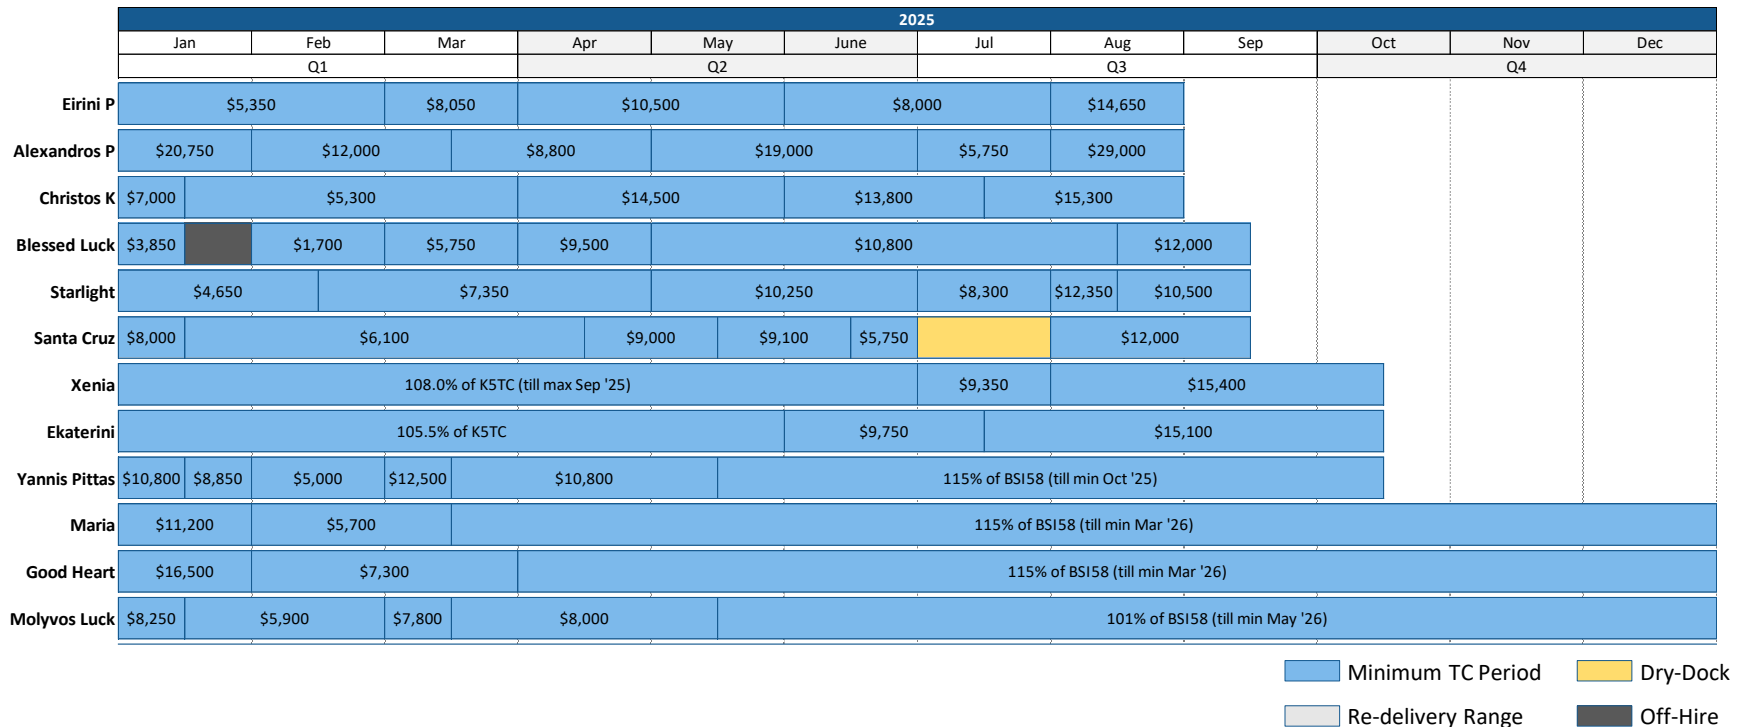 2025
Jan Feb Mar Apr May June Jul Aug Sep Oct Nov Dec
Q1 Q2 Q3 Q4
Eirini P $5,350 $8,050 $10,500 $8,000 $14,650
Alexandros P $20,750 $12,000 $8,800 $19,000 $5,750 $29,000
Christos K $7,000 $5,300 $14,500 $13,800 $15,300
Blessed Luck $3,850 $1,700 $5,750 $9,500 $10,800 $12,000
Starlight $4,650 $7,350 $10,250 $8,300 $12,350 $10,500
Santa Cruz $8,000 $6,100 $9,000 $9,100 $5,750 $12,000
Xenia 108.0% of K5TC (till max Sep '25) $9,350 $15,400
Ekaterini 105.5% of K5TC $9,750 $15,100
Yannis Pittas $10,800 $8,850 $5,000 $12,500 $10,800 115% of BSI58 (till min Oct '25)
Maria $11,200 $5,700 115% of BSI58 (till min Mar '26)
Good Heart $16,500 $7,300 115% of BSI58 (till min Mar '26)
Molyvos Luck $8,250 $5,900 $7,800 $8,000 101% of BSI58 (till min May '26)
Minimum TC Period Dry-Dock
Re-delivery Range Off-Hire